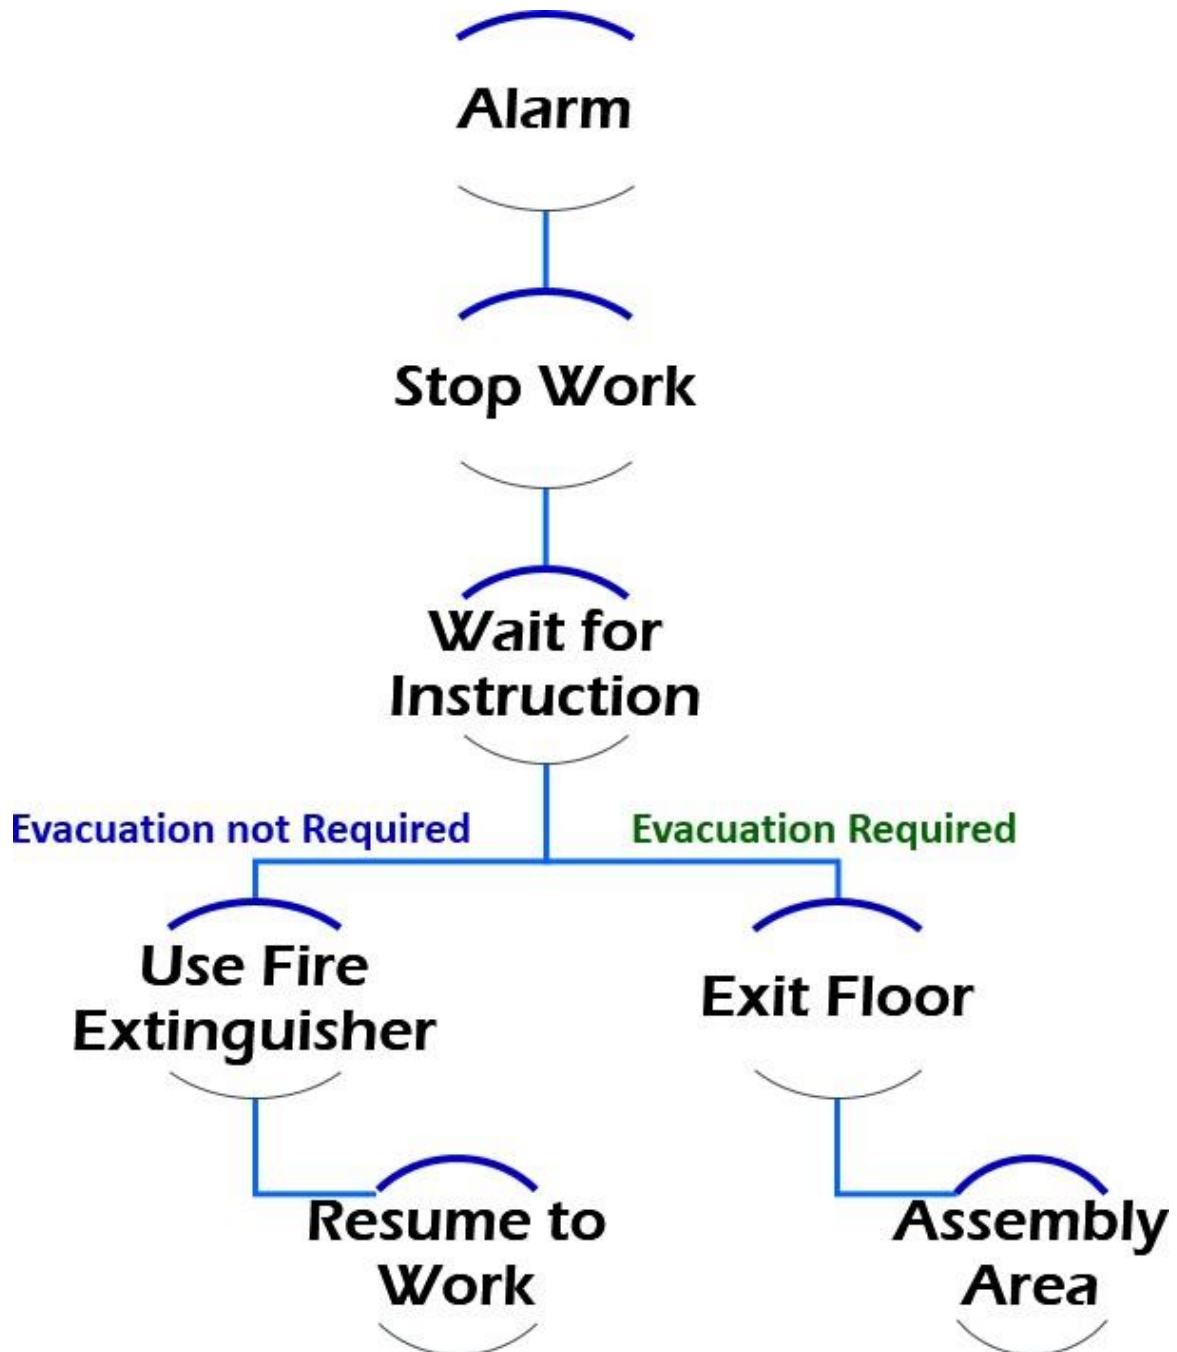 Alarm
Stop Work
Wait for
Instruction
Evacuation not Required
Evacuation Required
Use Fire
Extinguisher
Exit Floor
Resume to
Work
Assembly
Area